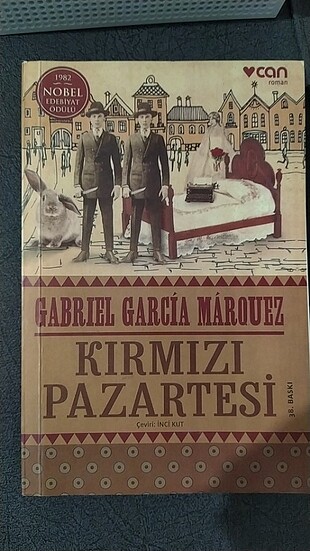 1982
NOBEL
EDEBİYAT
ÖDÜLÜ
can
roman
GABRIEL GARCÍA MÁRQUEZ
KIRMIZI
PAZARTESİ
Çeviri: İNCİ KUT
38. BASKI